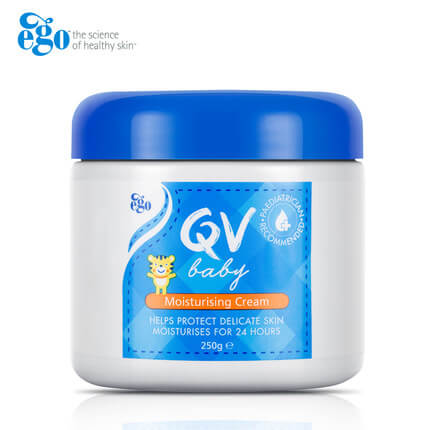 ego the science
of healthy skin™
ego
QV
baby
PAEDIATRICIAN
RECOMMENDED
Moisturising Cream
HELPS PROTECT DELICATE SKIN
MOISTURISES FOR 24 HOURS
250g ℮